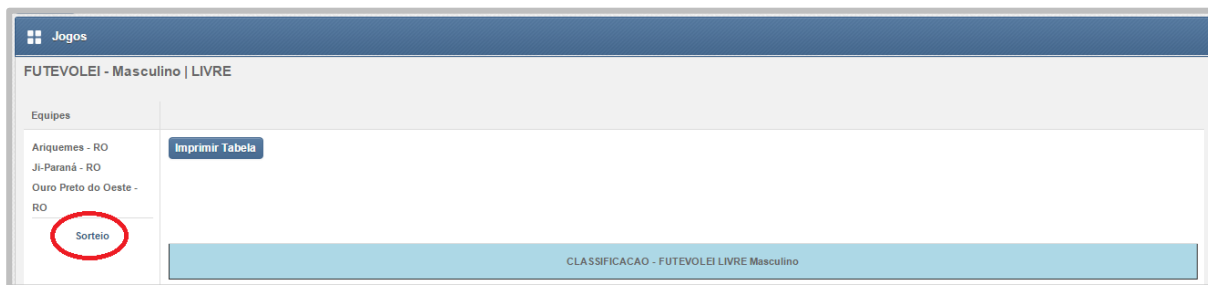 Jogos
FUTEVOLEI - Masculino | LIVRE
Equipes
Ariquemes - RO
Ji-Paraná - RO
Ouro Preto do Oeste -
RO
Sorteio
Imprimir Tabela
CLASSIFICACAO - FUTEVOLEI LIVRE Masculino